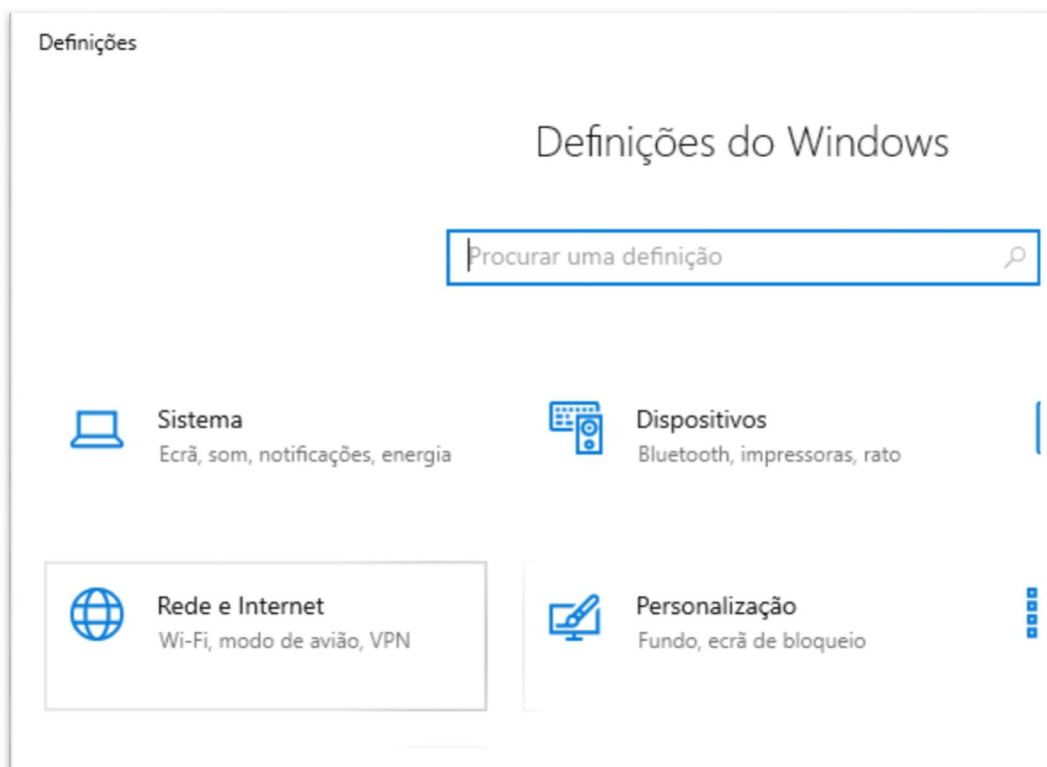 Definições
Definições do Windows
Procurar uma definição
Sistema
Ecrã, som, notificações, energia
Dispositivos
Bluetooth, impressoras, rato
Rede e Internet
Wi-Fi, modo de avião, VPN
Personalização
Fundo, ecrã de bloqueio